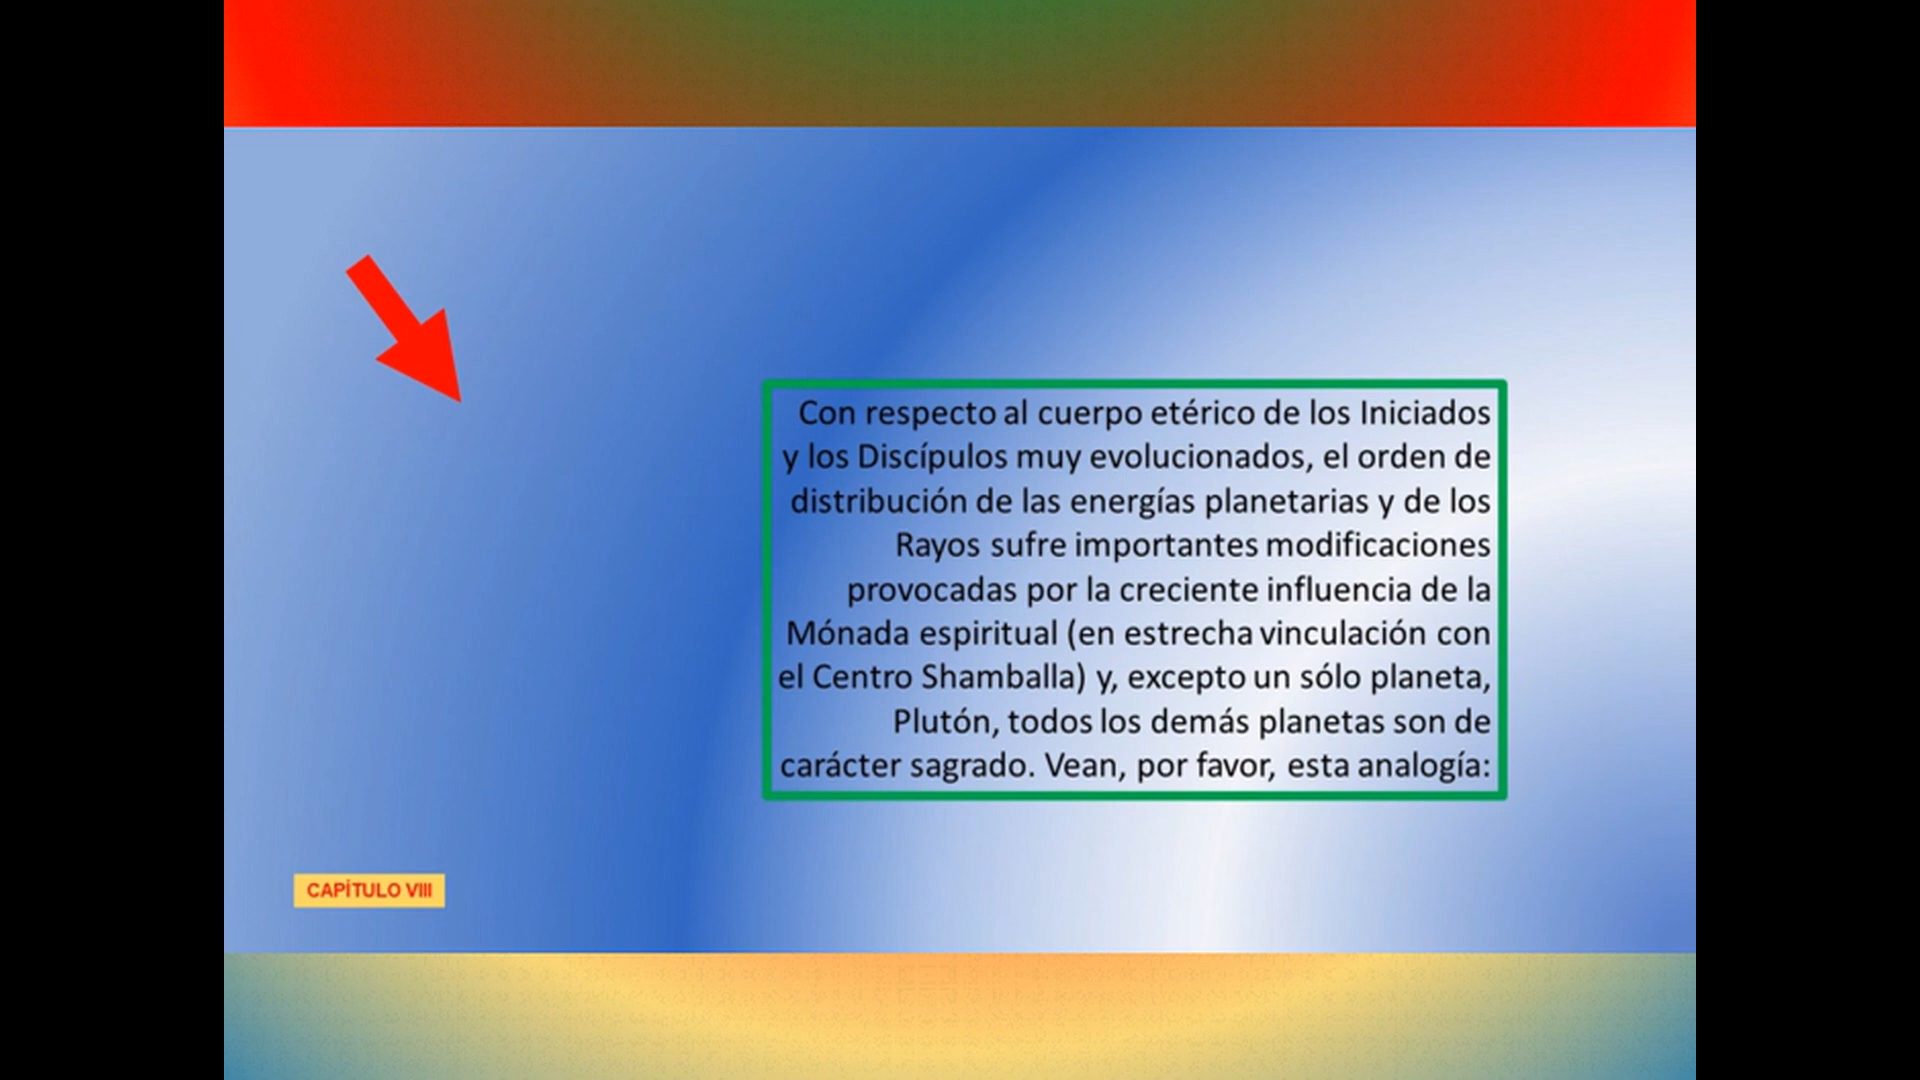 Con respecto al cuerpo etérico de los Iniciados
y los Discípulos muy evolucionados, el orden de
distribución de las energías planetarias y de los
Rayos sufre importantes modificaciones
provocadas por la creciente influencia de la
Mónada espiritual (en estrecha vinculación con
el Centro Shamballa) y, excepto un sólo planeta,
Plutón, todos los demás planetas son de
carácter sagrado. Vean, por favor, esta analogía:
CAPÍTULO VIII